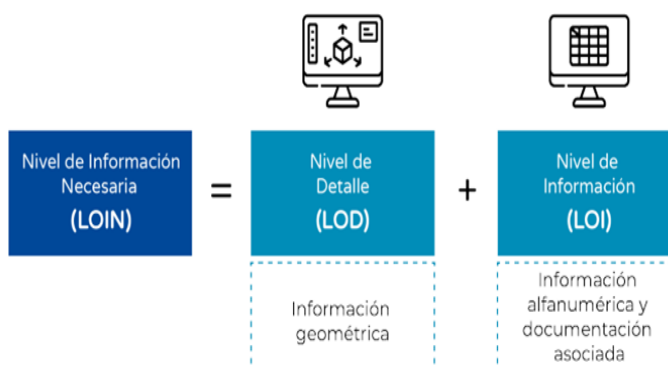 Nivel de Información
Necesaria
(LOIN)
=
Nivel de
Detalle
(LOD)
+
Nivel de
Información
(LOI)
Información
geométrica
Información
alfanumérica y
documentación
asociada